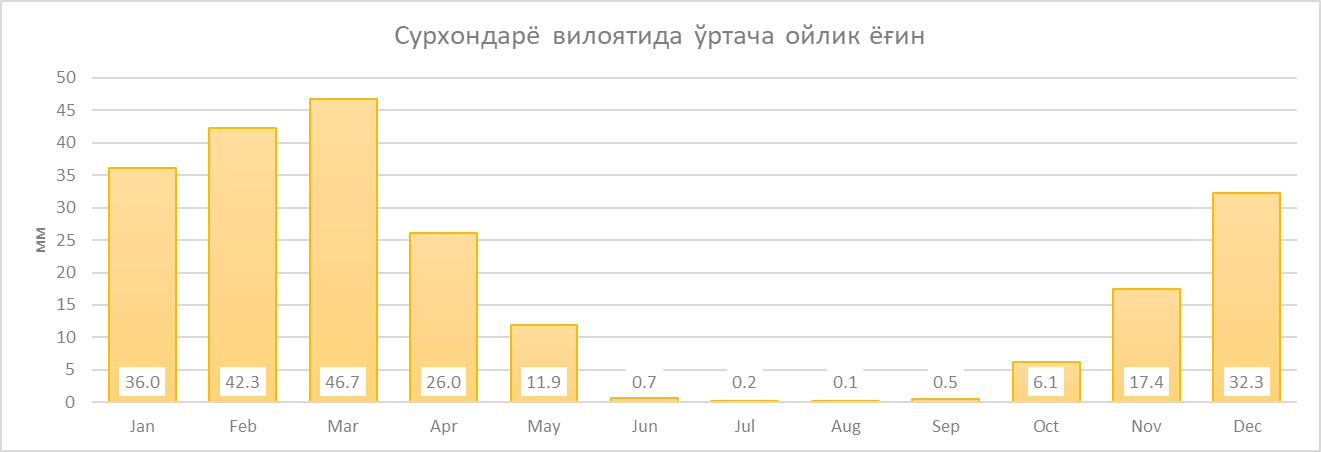 Сурхондарё вилоятида ўртача ойлик ёғин
мм
50
45
40
35
30
25
20
15
10
5
0
36.0 42.3 46.7 26.0 11.9 0.7 0.2 0.1 0.5 6.1 17.4 32.3
Jan Feb Mar Apr May Jun Jul Aug Sep Oct Nov Dec